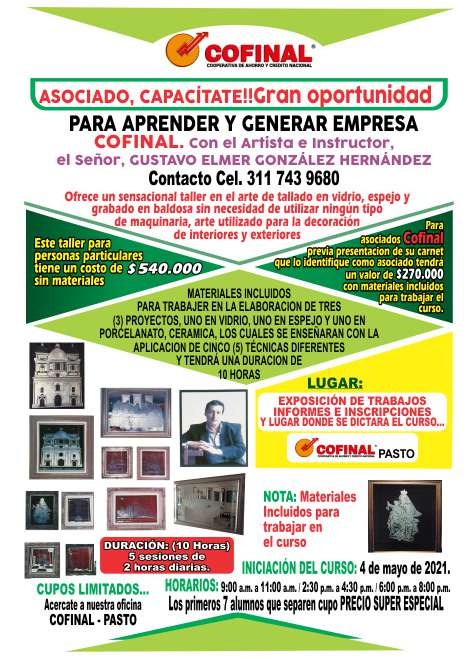 COFINAL®
COOPERATIVA DE AHORRO Y CRÉDITO NACIONAL
ASOCIADO, CAPACÍTATE!!Gran oportunidad
PARA APRENDER Y GENERAR EMPRESA
COFINAL. Con el Artista e Instructor,
el Señor, GUSTAVO ELMER GONZÁLEZ HERNÁNDEZ
Contacto Cel. 311 743 9680
Ofrece un sensacional taller en el arte de tallado en vidrio, espejo y
grabado en baldosa sin necesidad de utilizar ningún tipo
de maquinaria, arte utilizado para la decoración
de interiores y exteriores
Este taller para
personas particulares
tiene un costo de $540.000
sin materiales
Para
asociados Cofinal
previa presentacion de su carnet
que lo identifique como asociado tendrá
un valor de $270.000
con materiales incluidos
para trabajar el
curso.
MATERIALES INCLUIDOS
PARA TRABAJER EN LA ELABORACION DE TRES
(3) PROYECTOS, UNO EN VIDRIO, UNO EN ESPEJO Y UNO EN
PORCELANATO, CERAMICA, LOS CUALES SE ENSEÑARAN CON LA
APLICACION DE CINCO (5) TÉCNICAS DIFERENTES
Y TENDRÁ UNA DURACION DE
10 HORAS
LUGAR:
EXPOSICIÓN DE TRABAJOS
INFORMES E INSCRIPCIONES
Y LUGAR DONDE SE DICTARA EL CURSO...
COFINAL® PASTO
COOPERATIVA DE AHORRO Y CRÉDITO NACIONAL
NOTA: Materiales
Incluidos para
trabajar en
el curso
DURACIÓN: (10 Horas)
5 sesiones de
2 horas diarias.
INICIACIÓN DEL CURSO: 4 de mayo de 2021.
CUPOS LIMITADOS...
Acercate a nuestra oficina
COFINAL - PASTO
HORARIOS: 9:00 a.m. a 11:00 am. / 2:30 p.m. a 4:30 p.m. / 6:00 p.m. a 8:00 p.m.
Los primeros 7 alumnos que separen cupo PRECIO SUPER ESPECIAL